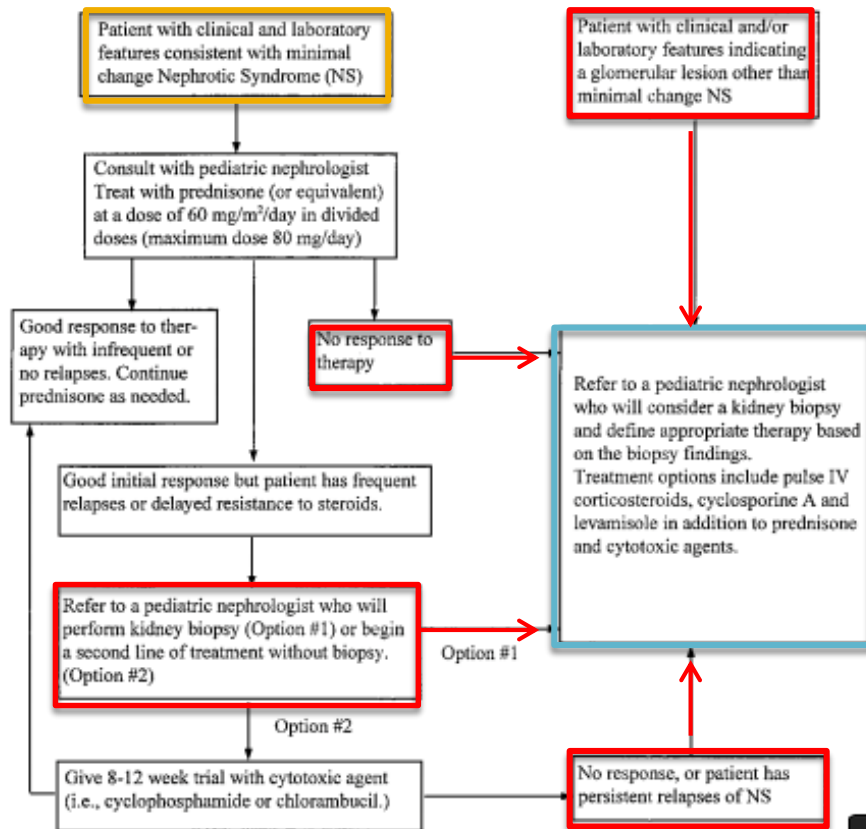 Patient with clinical and laboratory
features consistent with minimal
change Nephrotic Syndrome (NS)
Patient with clinical and/or
laboratory features indicating
a glomerular lesion other than
minimal change NS
Consult with pediatric nephrologist
Treat with prednisone (or equivalent)
at a dose of 60 mg/m²/day in divided
doses (maximum dose 80 mg/day)
Good response to ther-
apy with infrequent or
no relapses. Continue
prednisone as needed.
No response to
therapy
Refer to a pediatric nephrologist
who will consider a kidney biopsy
and define appropriate therapy based
on the biopsy findings.
Treatment options include pulse IV
corticosteroids, cyclosporine A and
levamisole in addition to prednisone
and cytotoxic agents.
Good initial response but patient has frequent
relapses or delayed resistance to steroids.
Refer to a pediatric nephrologist who will
perform kidney biopsy (Option #1) or begin
a second line of treatment without biopsy.
(Option #2)
Option #1
Option #2
Give 8-12 week trial with cytotoxic agent
(i.e., cyclophosphamide or chlorambucil.)
No response, or patient has
persistent relapses of NS